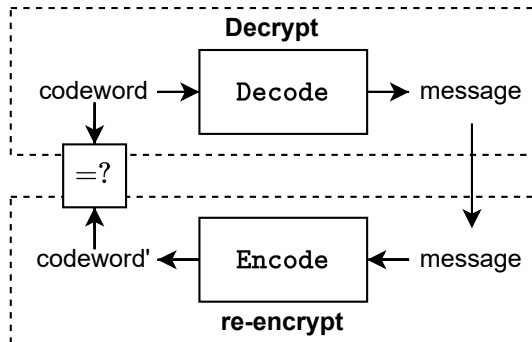 Decrypt
codeword Decode message
=?
codeword' Encode message
re-encrypt